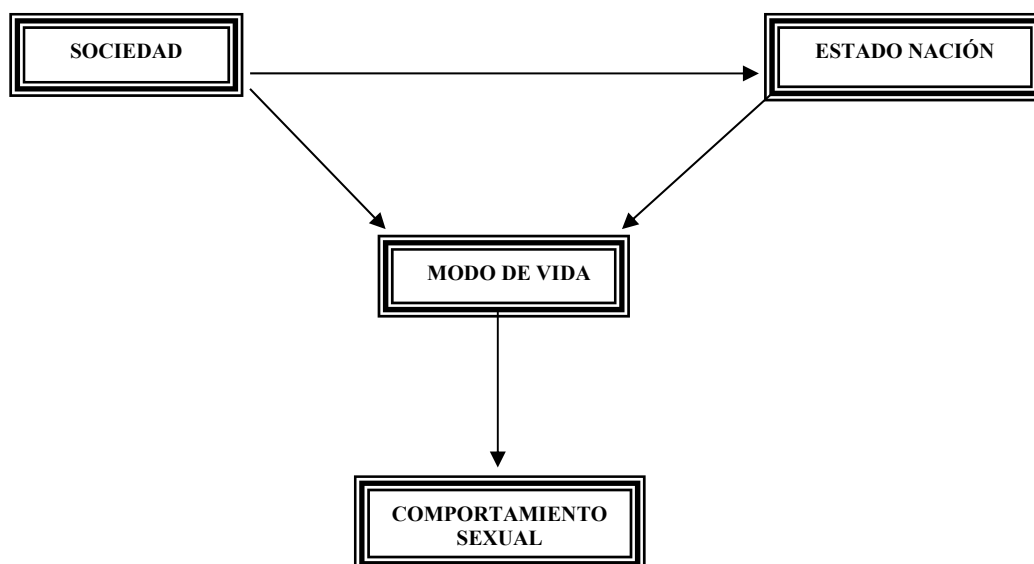 SOCIEDAD
ESTADO NACIÓN
MODO DE VIDA
COMPORTAMIENTO
SEXUAL